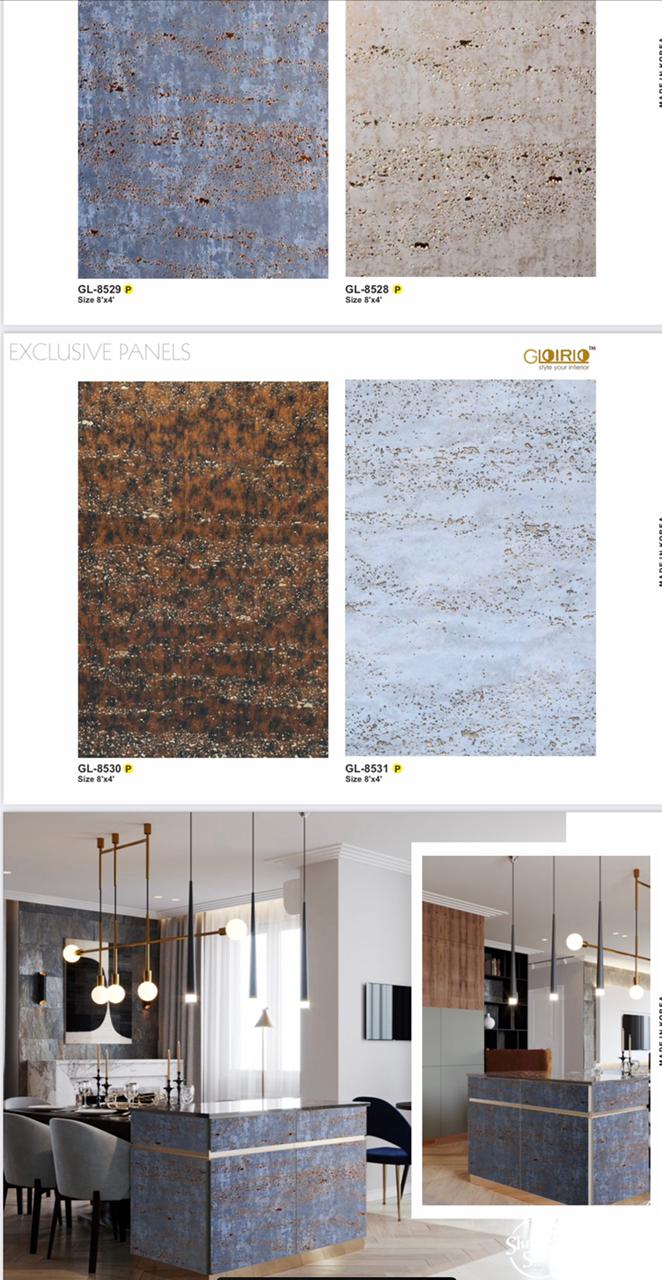 MADE IN KOREA
GL-8529 P
Size 8'x4'
GL-8528 P
Size 8'x4'
EXCLUSIVE PANELS
GLOIRIO™
style your interior
MADE IN KOREA
GL-8530 P
Size 8'x4'
GL-8531 P
Size 8'x4'
MADE IN KOREA